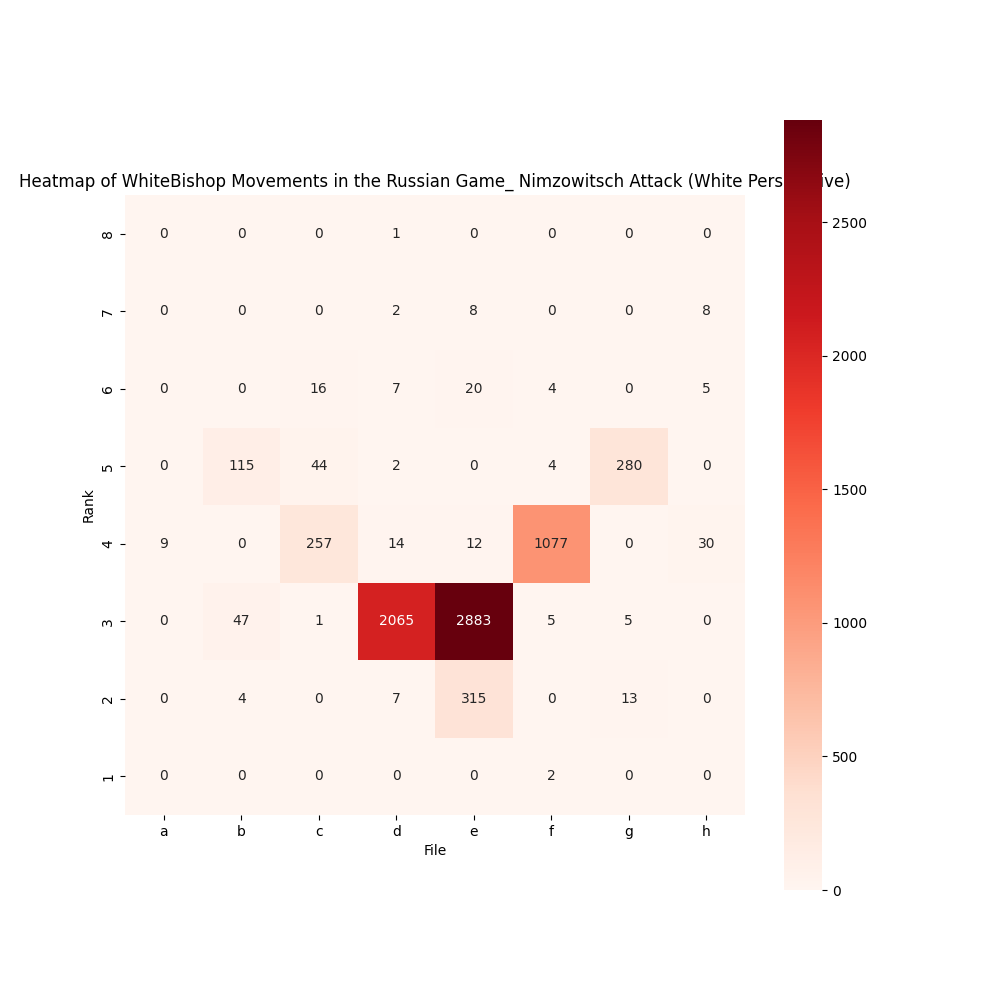 Heatmap of WhiteBishop Movements in the Russian Game_ Nimzowitsch Attack (White Pers ive)
8 0 0 0 1 0 0 0 0
7 0 0 0 2 8 0 0 8
6 0 0 16 7 20 4 0 5
5 0 115 44 2 0 4 280 0
4 9 0 257 14 12 1077 0 30
3 0 47 1 2065 2883 5 5 0
2 0 4 0 7 315 0 13 0
1 0 0 0 0 0 2 0 0
a b c d e f g h
Rank
File
2500
2000
1500
1000
500
0